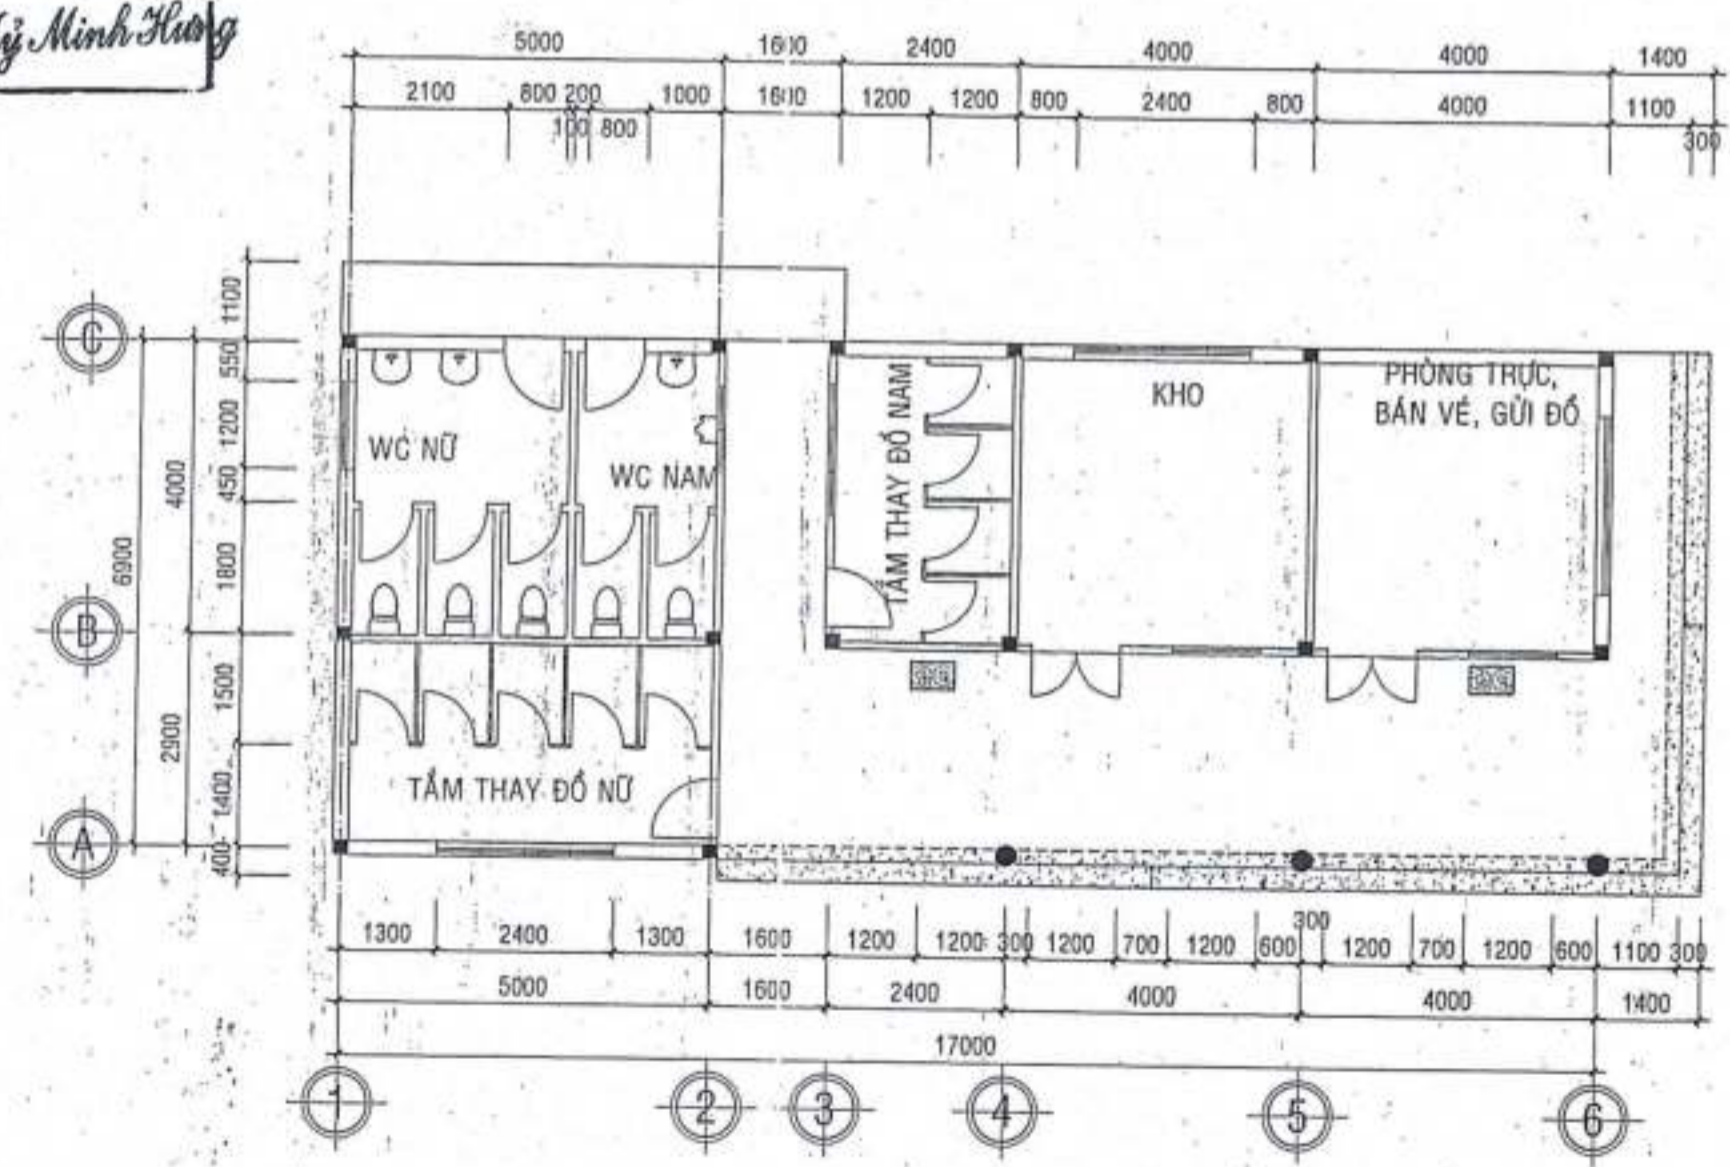 Minh Hưng
5000 1600 2400 4000 4000 1400
2100 800 200 1000 1600 1200 1200 800 2400 800 4000 1100
100 800 300
1100
550
1200
450
1800
1500
1400
400
4000
2900
6900
C
B
A
WC NỮ
WC NAM
TẮM THAY ĐỒ NAM
KHO
PHÒNG TRỰC,
BÁN VÉ, GỬI ĐỒ
TẮM THAY ĐỒ NỮ
300
1300 2400 1300 1600 1200 1200 300 1200 700 1200 600 1200 700 1200 600 1100 300
5000 1600 2400 4000 4000 1400
17000
1 2 3 4 5 6